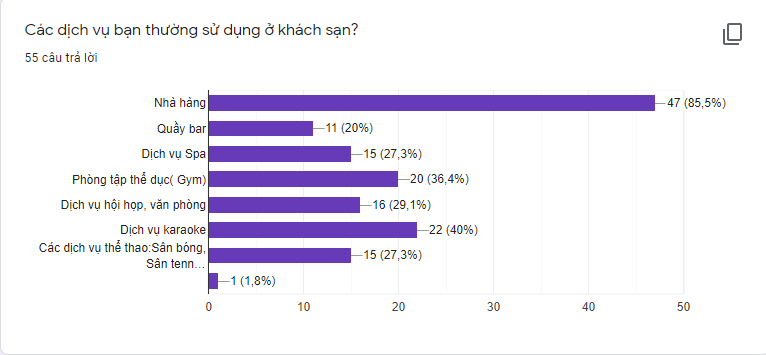 Các dịch vụ bạn thường sử dụng ở khách sạn?
55 câu trả lời
Nhà hàng
47 (85,5%)
Quầy bar
11 (20%)
Dịch vụ Spa
15 (27,3%)
Phòng tập thể dục( Gym)
20 (36,4%)
Dịch vụ hội họp, văn phòng
16 (29,1%)
Dịch vụ karaoke
22 (40%)
Các dịch vụ thể thao:Sân bóng,
Sân tenn…
15 (27,3%)
1 (1,8%)
0 10 20 30 40 50